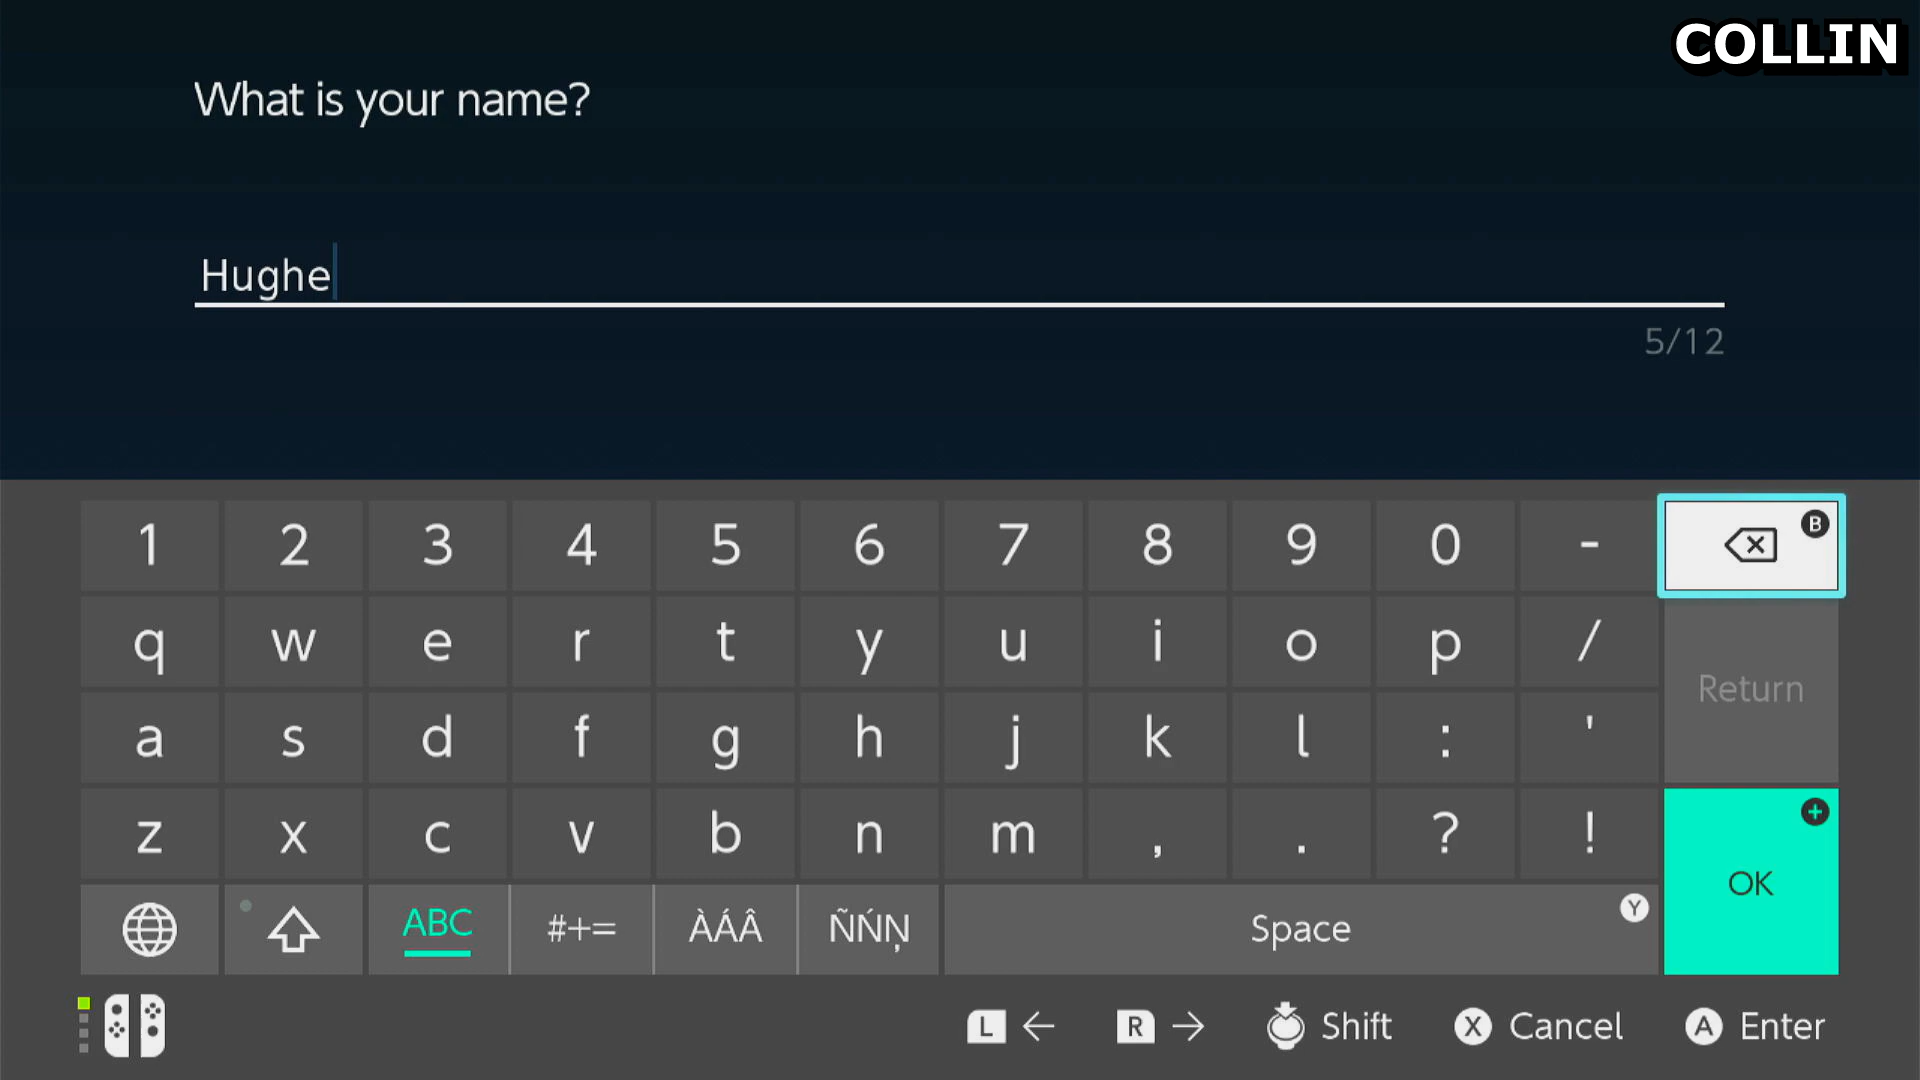 COLLIN
What is your name?
Hughe
5/12
1 2 3 4 5 6 7 8 9 0 - B
q w e r t y u i o p /
Return
a s d f g h j k l : '
z x c v b n m , . ? ! +
OK
ABC #+= ÀÁÂ ÑŃŅ Space Y
L ← R → Shift X Cancel A Enter